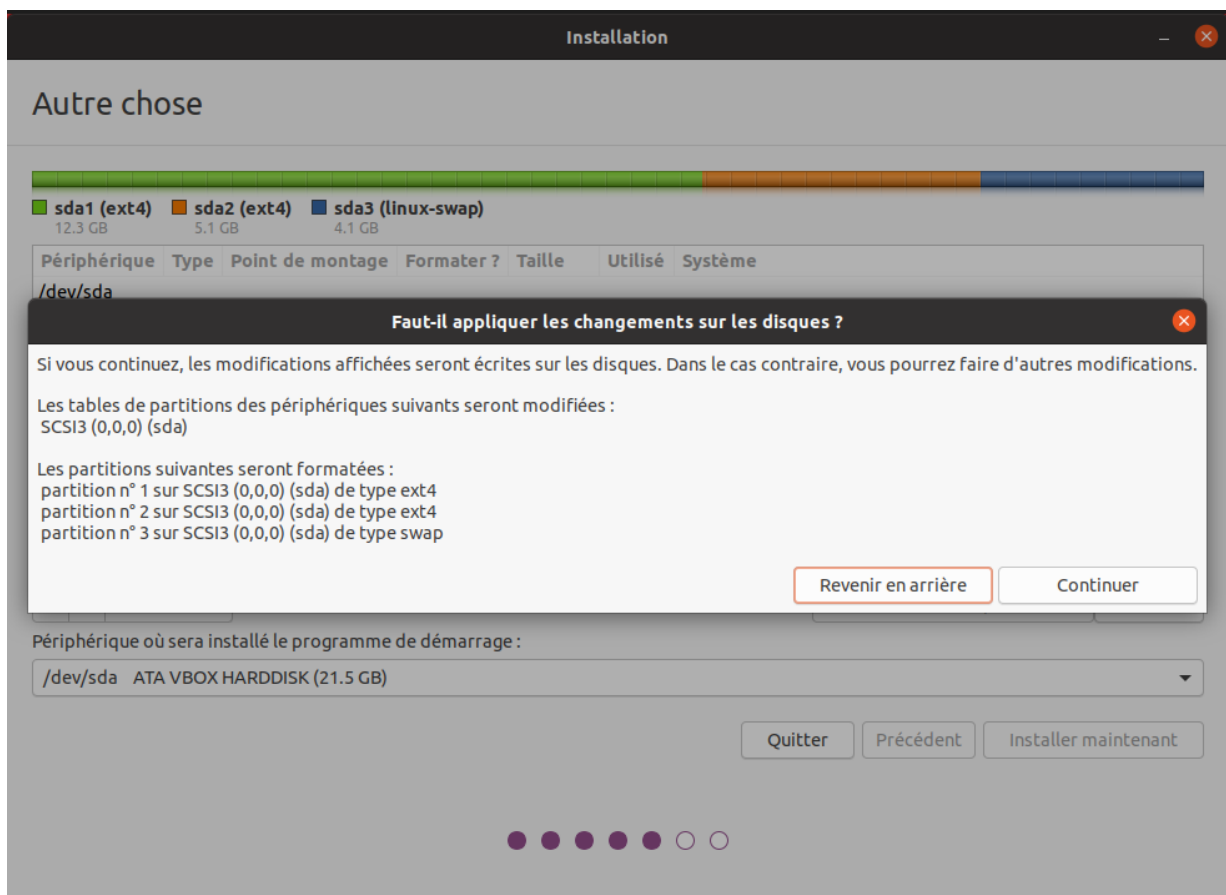 Installation
Autre chose
sda1 (ext4) sda2 (ext4) sda3 (linux-swap)
12.3 GB 5.1 GB 4.1 GB
Périphérique Type Point de montage Formater ? Taille Utilisé Système
/dev/sda
Faut-il appliquer les changements sur les disques ?
Si vous continuez, les modifications affichées seront écrites sur les disques. Dans le cas contraire, vous pourrez faire d'autres modifications.
Les tables de partitions des périphériques suivants seront modifiées :
SCSI3 (0,0,0) (sda)
Les partitions suivantes seront formatées :
partition n° 1 sur SCSI3 (0,0,0) (sda) de type ext4
partition n° 2 sur SCSI3 (0,0,0) (sda) de type ext4
partition n° 3 sur SCSI3 (0,0,0) (sda) de type swap
Revenir en arrière Continuer
Périphérique où sera installé le programme de démarrage :
/dev/sda ATA VBOX HARDDISK (21.5 GB)
Quitter Précédent Installer maintenant